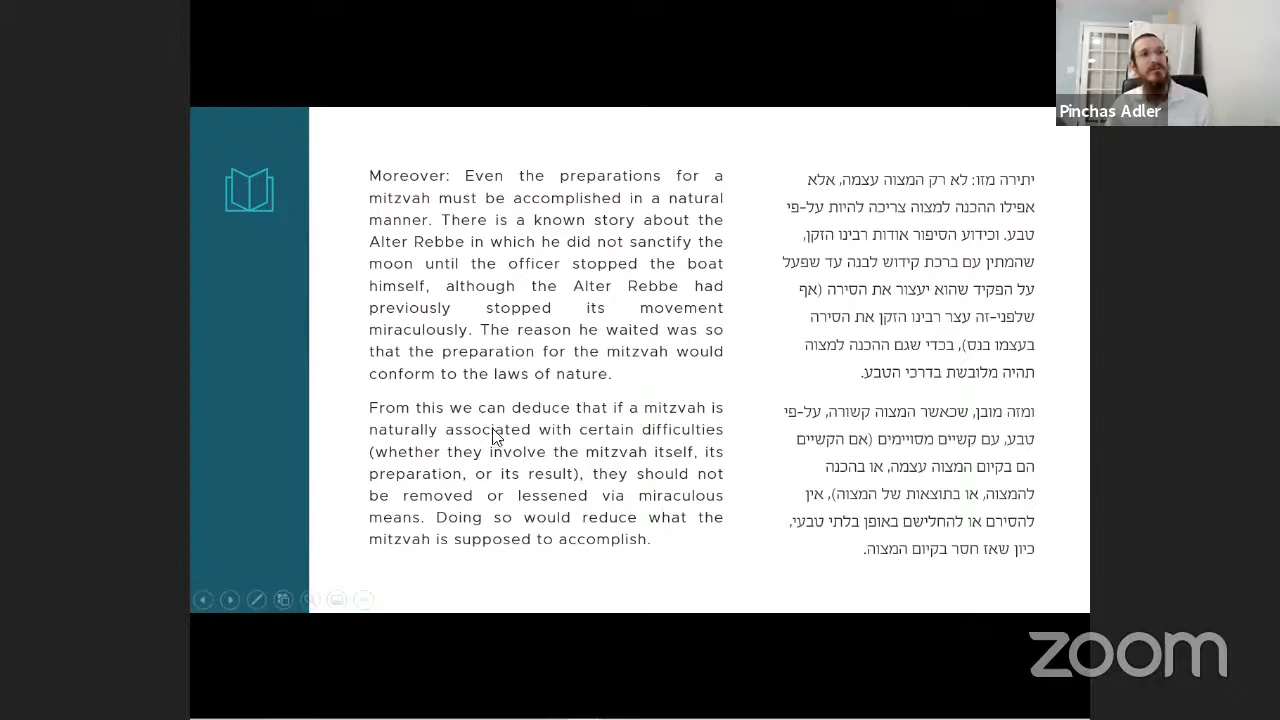 Pinchas Adler
Moreover: Even the preparations for a
mitzvah must be accomplished in a natural
manner. There is a known story about the
Alter Rebbe in which he did not sanctify the
moon until the officer stopped the boat
himself, although the Alter Rebbe had
previously stopped its movement
miraculously. The reason he waited was so
that the preparation for the mitzvah would
conform to the laws of nature.
From this we can deduce that if a mitzvah is
naturally associated with certain difficulties
(whether they involve the mitzvah itself, its
preparation, or its result), they should not
be removed or lessened via miraculous
means. Doing so would reduce what the
mitzvah is supposed to accomplish.
יתירה מזו: לא רק המצוה עצמה, אלא
אפילו ההכנה למצוה צריכה להיות על-פי
טבע. וכידוע הסיפור אודות רבינו הזקן,
שהמתין עם ברכת קידוש לבנה עד שפעל
על הפקיד שהוא יעצור את הסירה (אף
שלפני-זה עצר רבינו הזקן את הסירה
בעצמו בנס), בכדי שגם ההכנה למצוה
תהיה מלובשת בדרכי הטבע.
ומזה מובן, שכאשר המצוה קשורה, על-פי
טבע, עם קשיים מסויימים (אם הקשיים
הם בקיום המצוה עצמה, או בהכנה
להמצוה, או בתוצאות של המצוה), אין
להסירם או להחלישם באופן בלתי טבעי,
כיון שאז חסר בקיום המצוה.
zoom